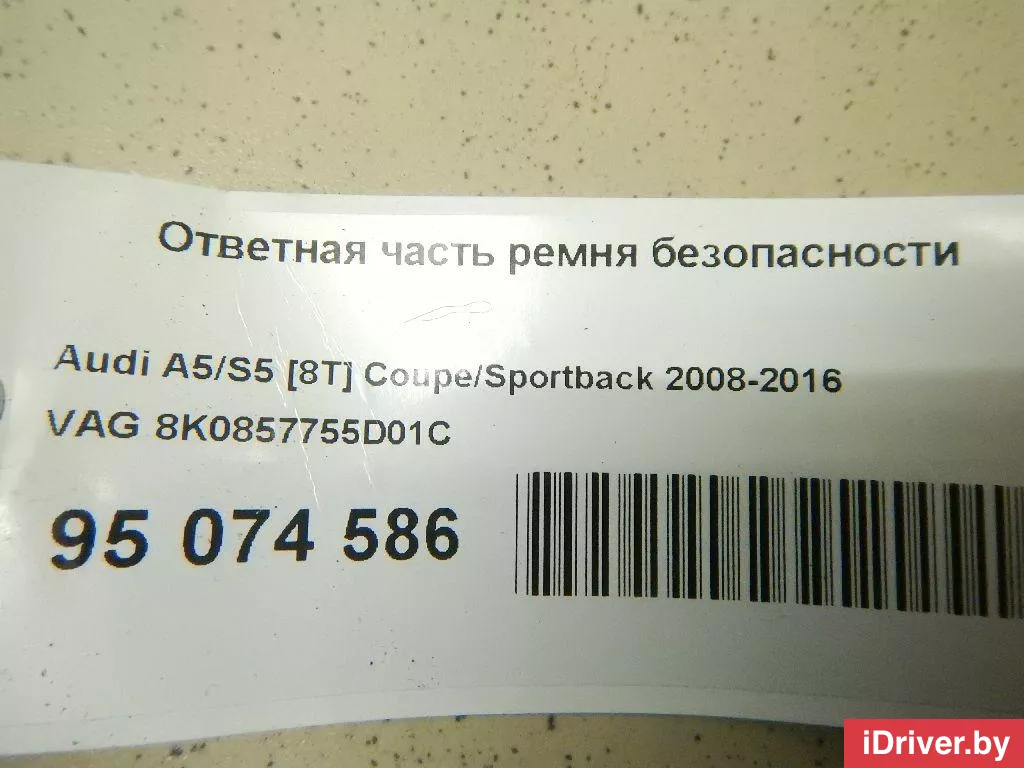 Ответная часть ремня безопасности
Audi A5/S5 [8T] Coupe/Sportback 2008-2016
VAG 8K0857755D01C
95 074 586
iDriver.by